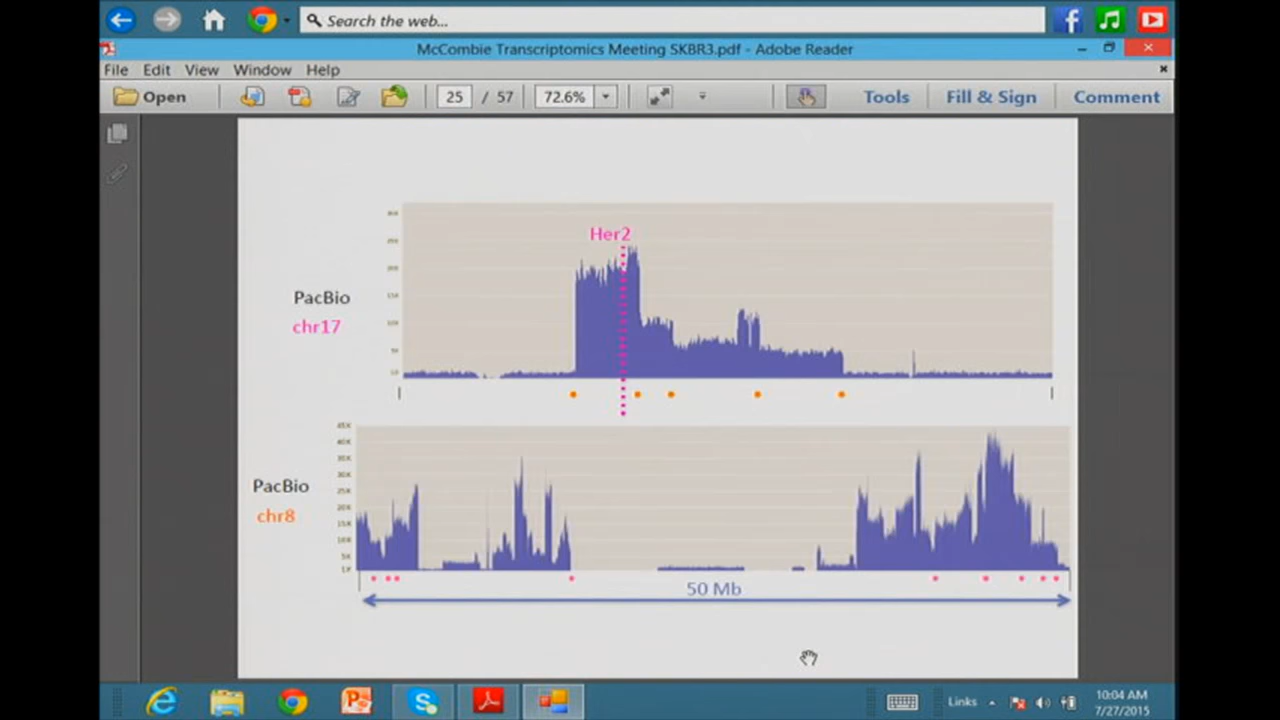 Search the web...
McCombie Transcriptomics Meeting SKBR3.pdf - Adobe Reader
File Edit View Window Help
Open 25 / 57 72.6% Tools Fill & Sign Comment
Her2
PacBio
chr17
PacBio
chr8
45X
40X
35X
30X
25X
20X
15X
10X
5X
1X
50 Mb
Links 10:04 AM
7/27/2015